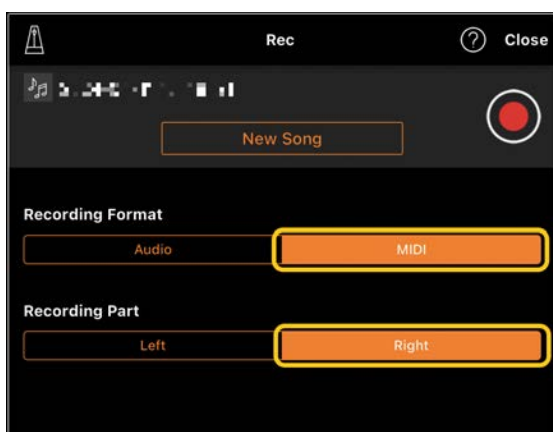 Rec
? Close
New Song
Recording Format
Audio MIDI
Recording Part
Left Right